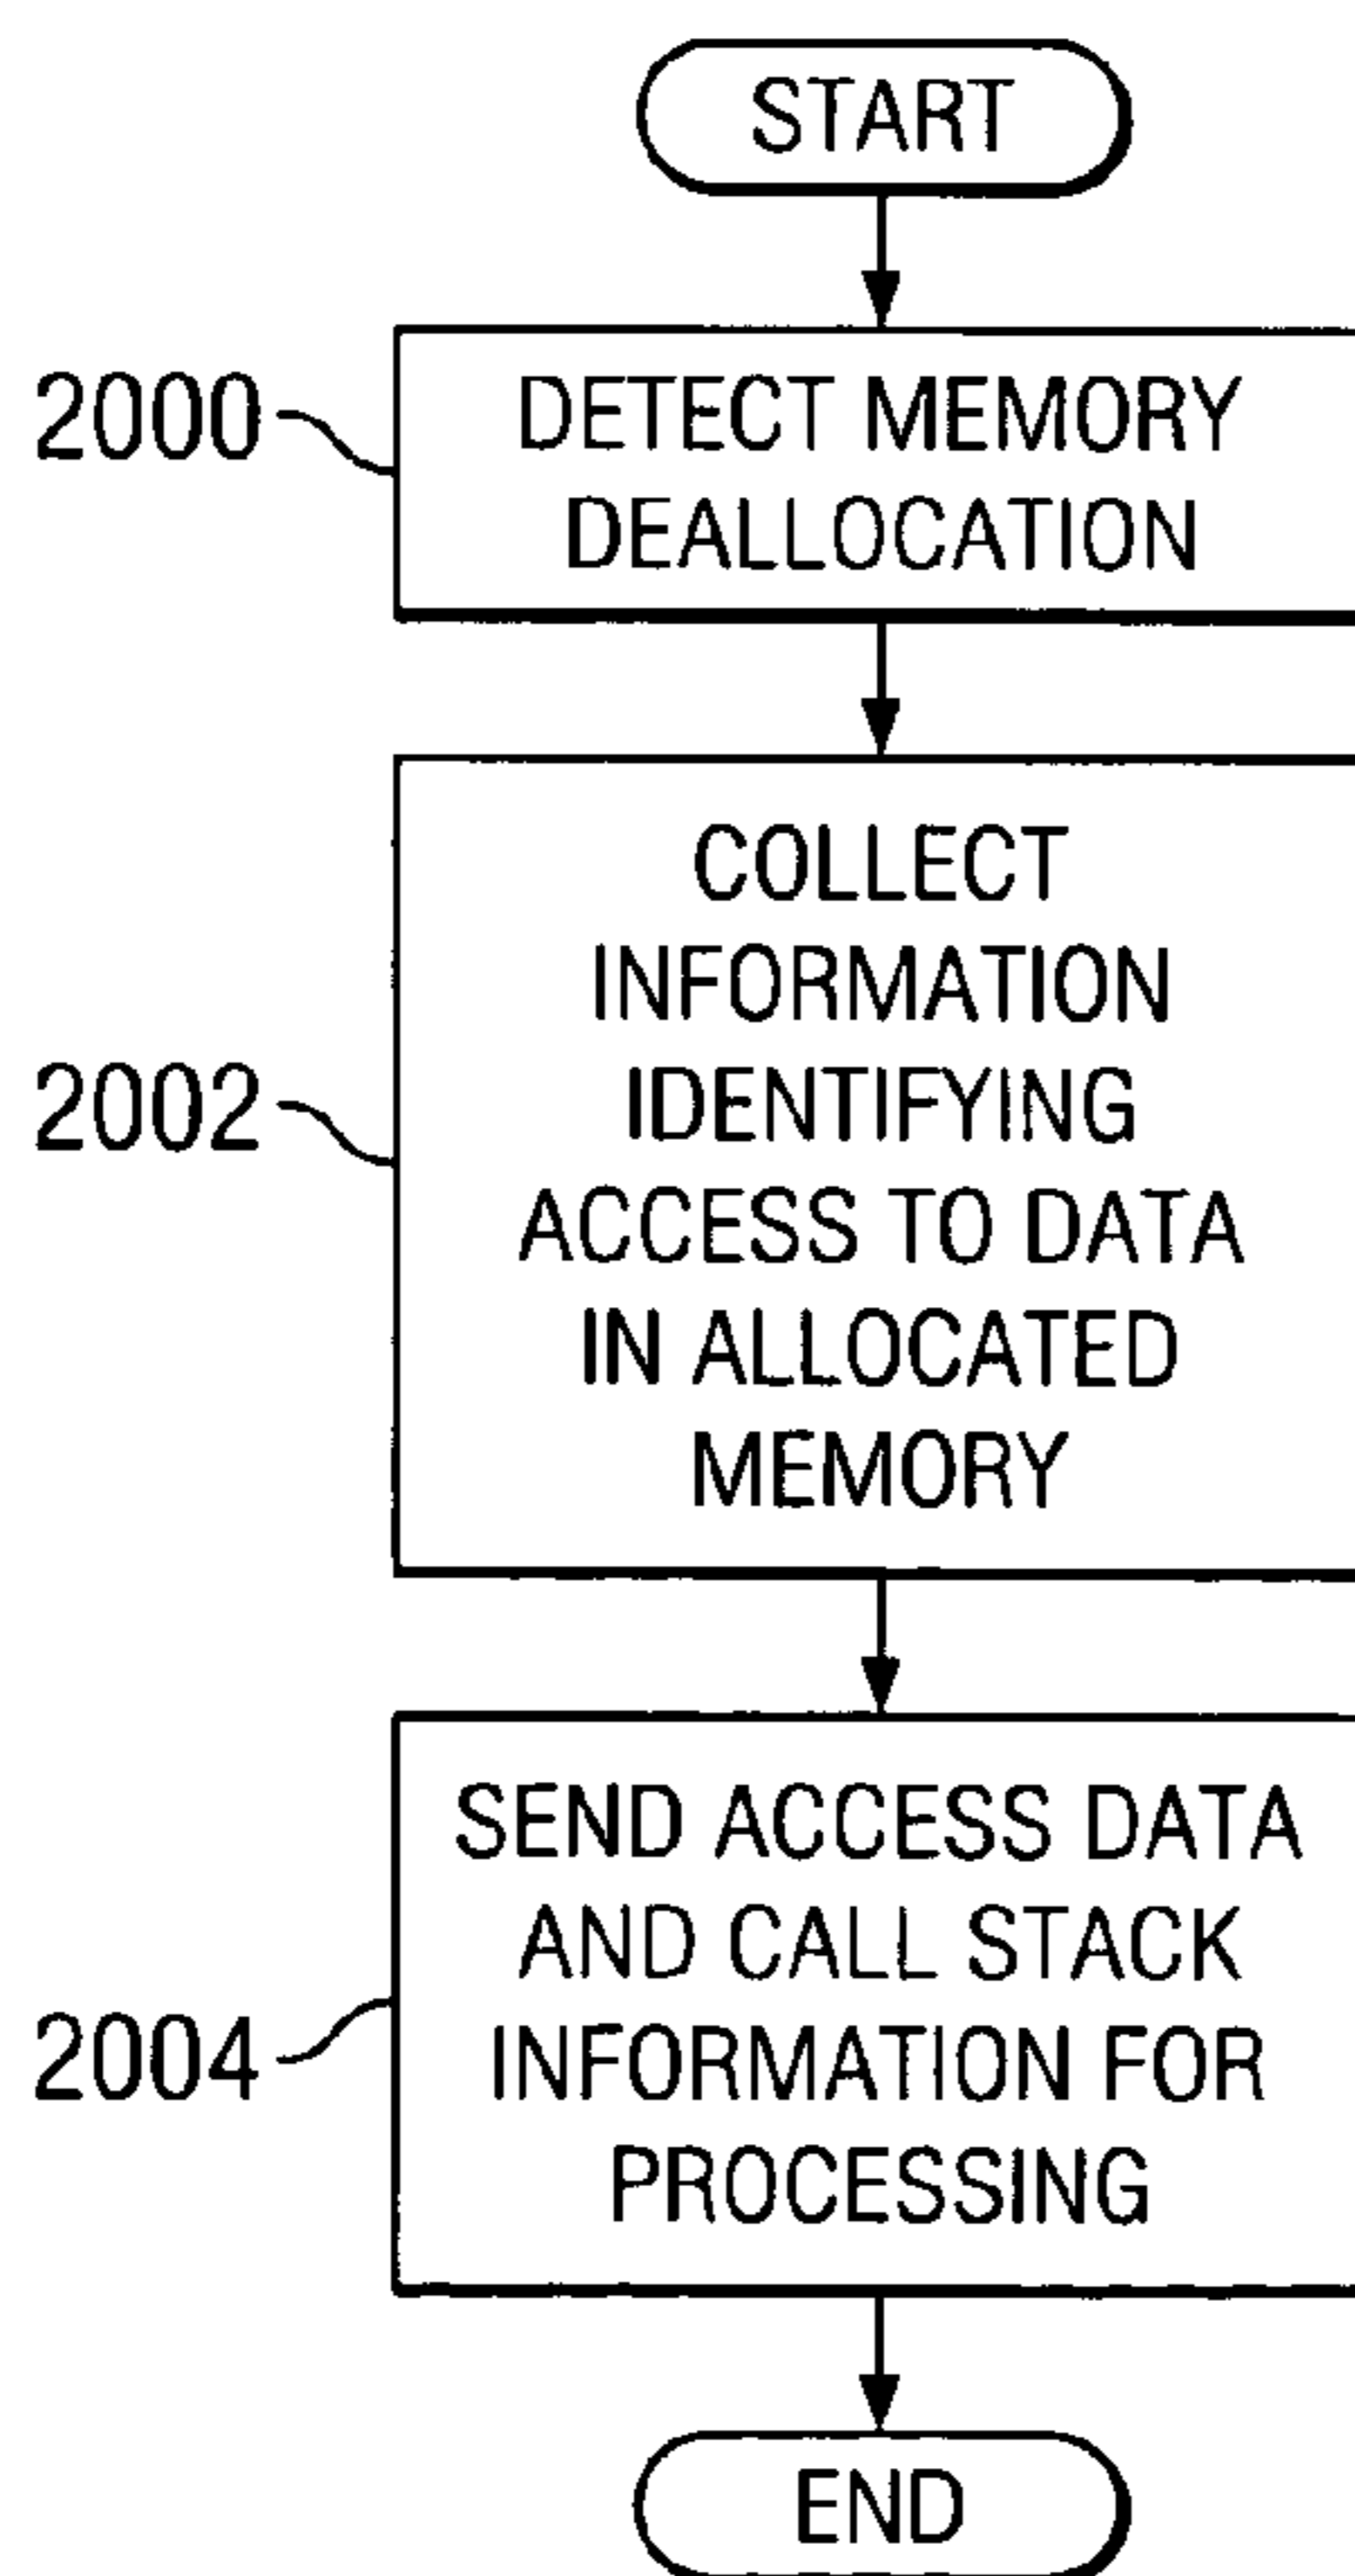 START
2000
DETECT MEMORY
DEALLOCATION
2002
COLLECT
INFORMATION
IDENTIFYING
ACCESS TO DATA
IN ALLOCATED
MEMORY
2004
SEND ACCESS DATA
AND CALL STACK
INFORMATION FOR
PROCESSING
END